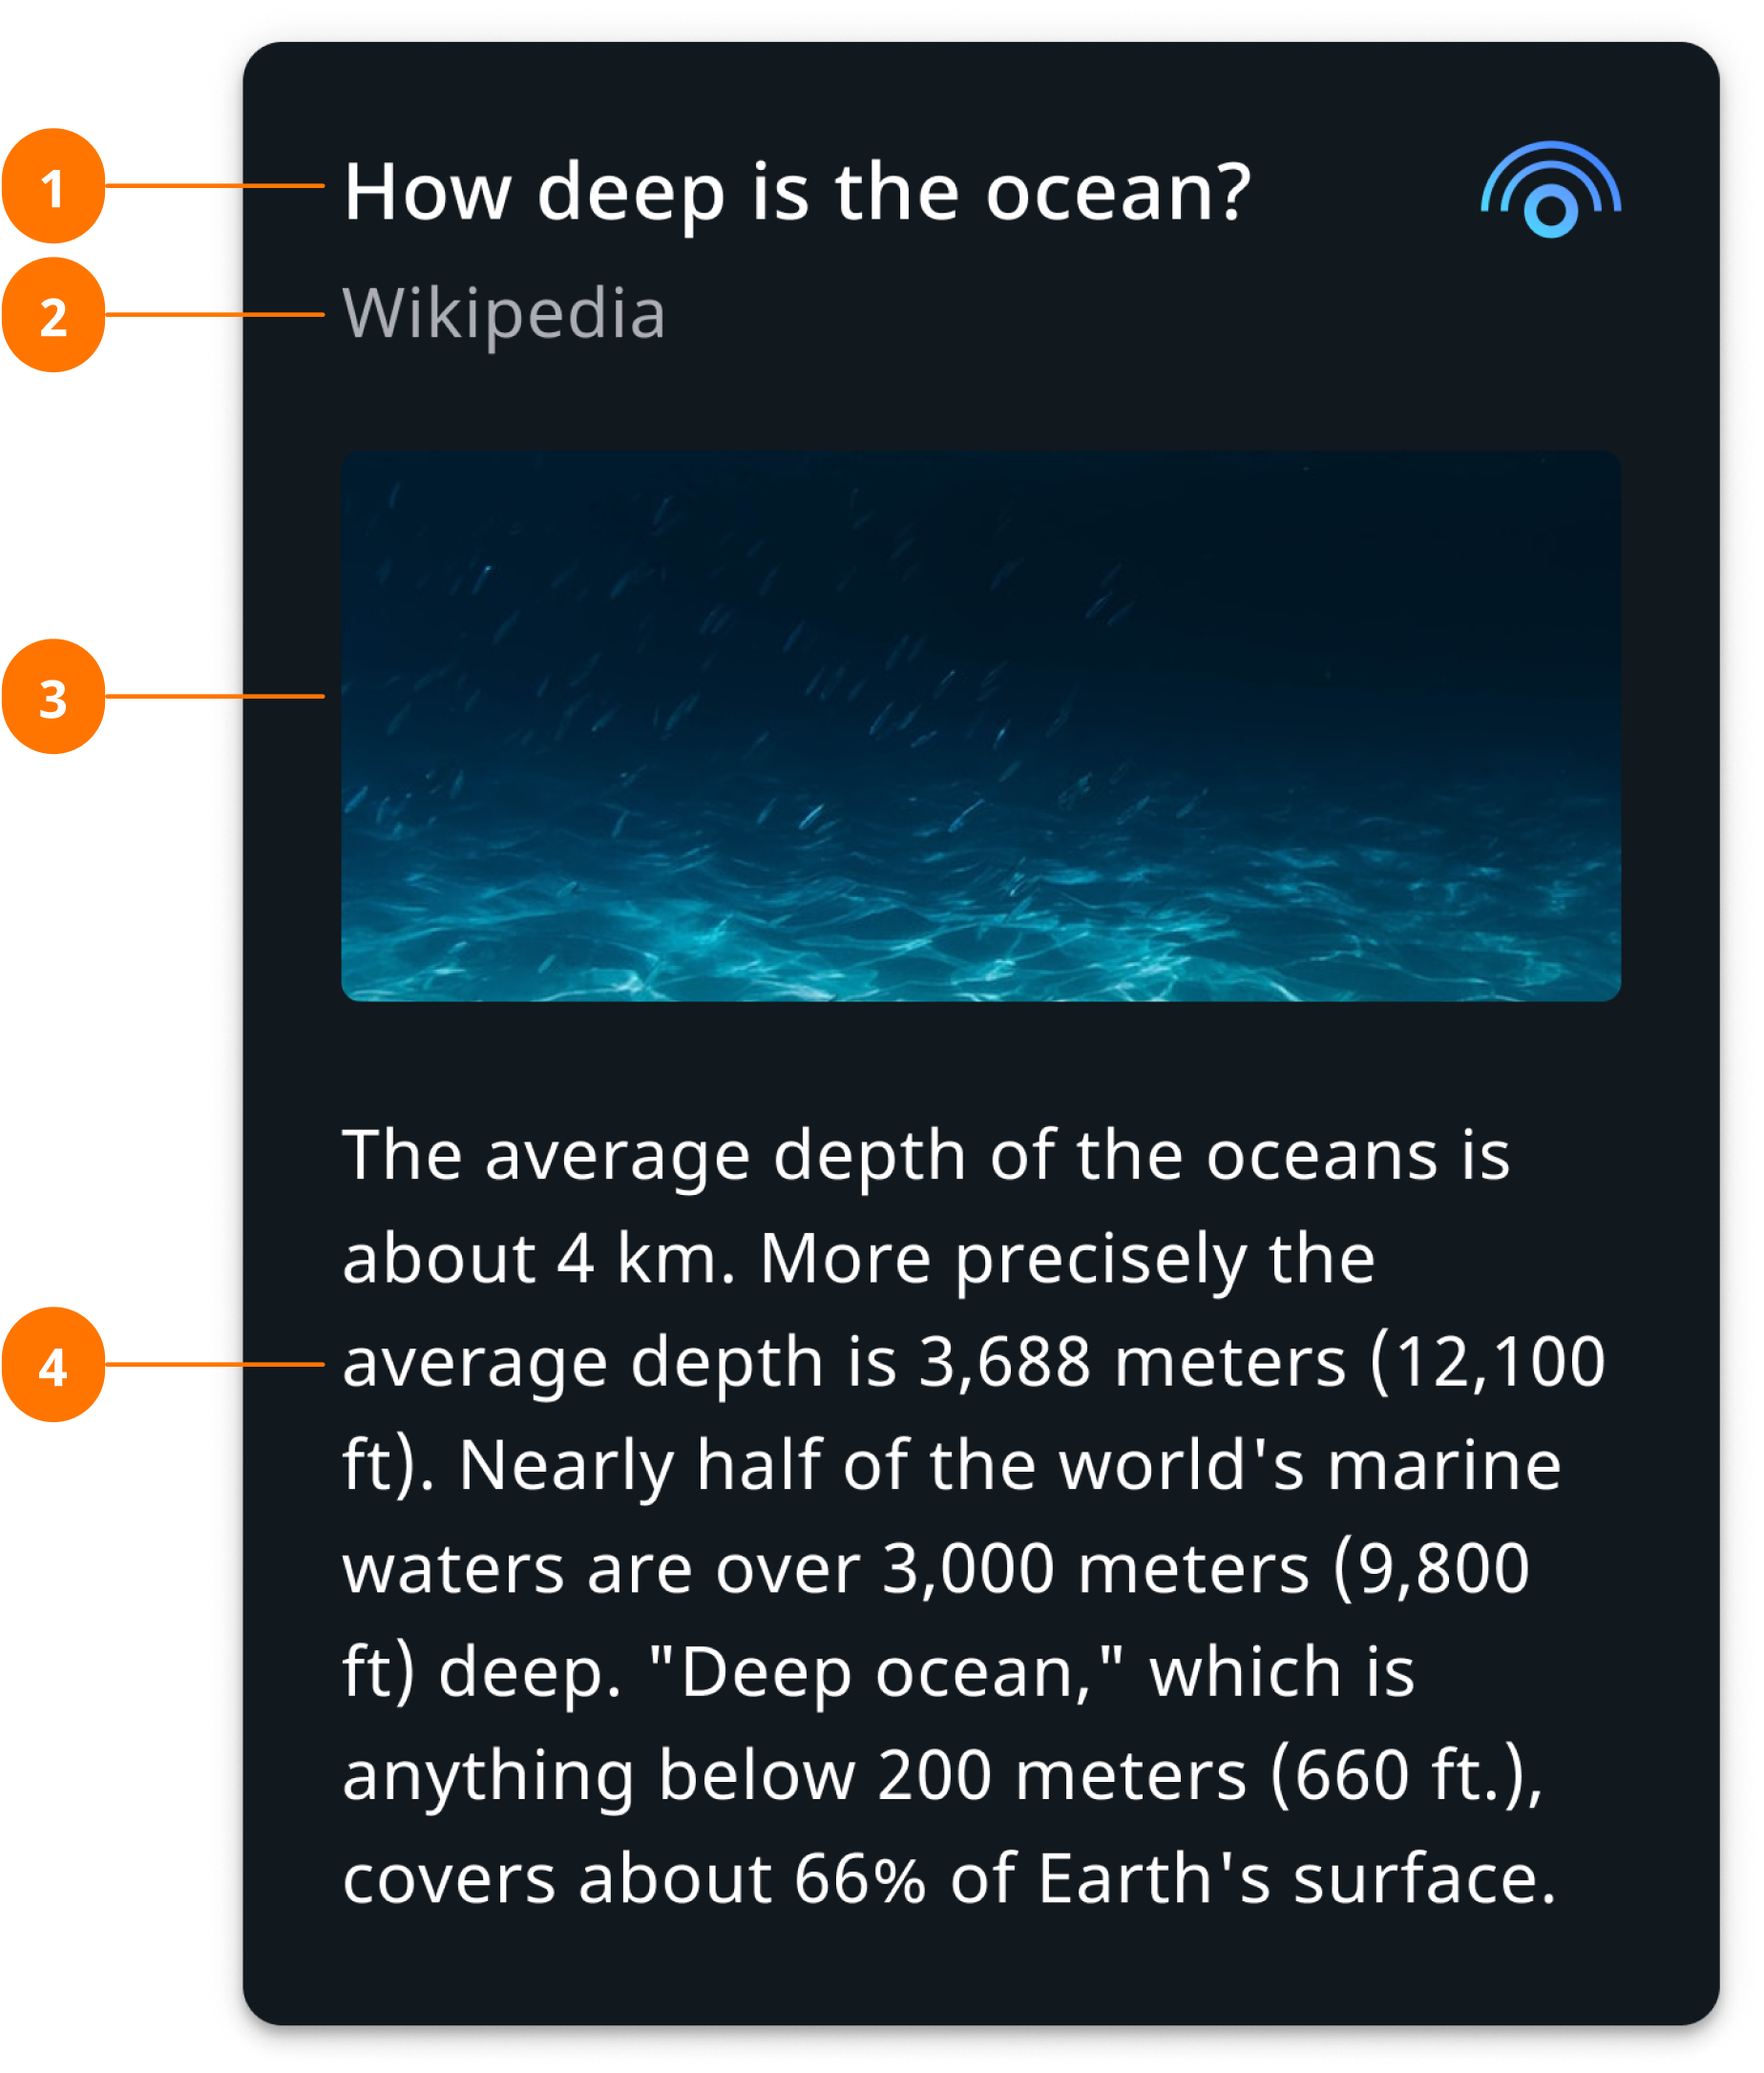 1
How deep is the ocean?
2
Wikipedia
3
The average depth of the oceans is
about 4 km. More precisely the
4
average depth is 3,688 meters (12,100
ft). Nearly half of the world's marine
waters are over 3,000 meters (9,800
ft) deep. "Deep ocean," which is
anything below 200 meters (660 ft.),
covers about 66% of Earth's surface.